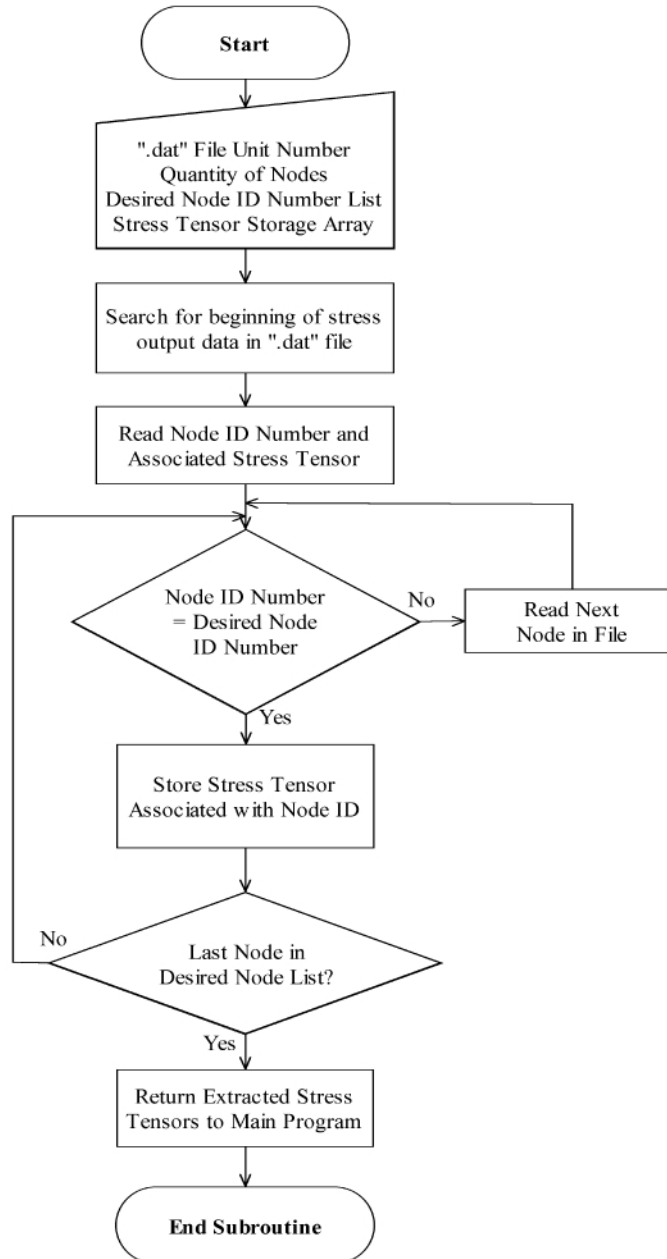 Start
".dat" File Unit Number
Quantity of Nodes
Desired Node ID Number List
Stress Tensor Storage Array
Search for beginning of stress
output data in ".dat" file
Read Node ID Number and
Associated Stress Tensor
Node ID Number
= Desired Node
ID Number
No
Read Next
Node in File
Yes
Store Stress Tensor
Associated with Node ID
No
Last Node in
Desired Node List?
Yes
Return Extracted Stress
Tensors to Main Program
End Subroutine